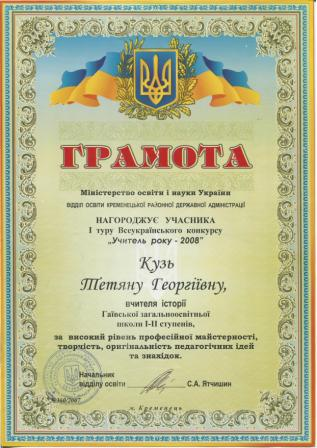 ГРАМОТА
Міністерство освіти і науки України
ВІДДІЛ ОСВІТИ КРЕМЕНЕЦЬКОЇ РАЙОННОЇ ДЕРЖАВНОЇ АДМІНІСТРАЦІЇ
НАГОРОДЖУЄ УЧАСНИКА
І туру Всеукраїнського конкурсу
„Учитель року - 2008”
Кузь
Тетяну Георгіївну,
вчителя історії
Гаївської загальноосвітньої
школи І-ІІ ступенів,
за високий рівень професійної майстерності,
творчість, оригінальність педагогічних ідей
та знахідок.
Начальник
відділу освіти С.А. Ятчишин
м. Кременець